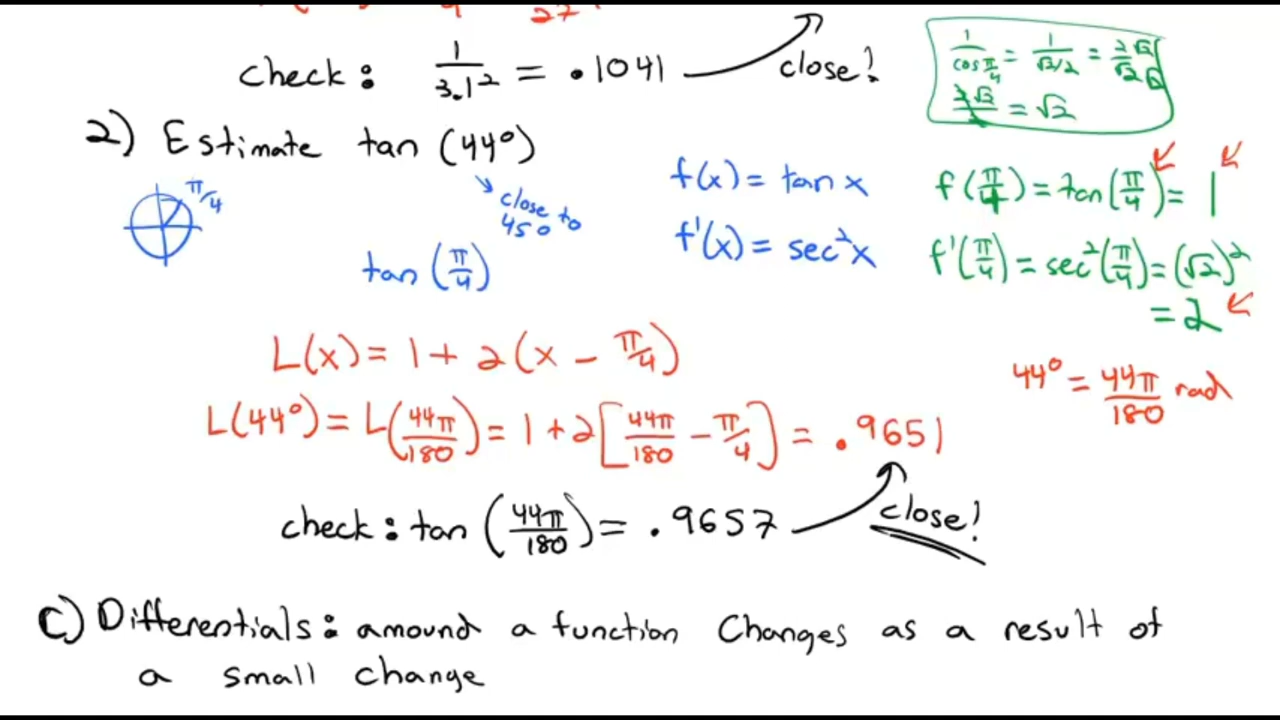 4 27
check: 1/3.1² = .1041 close!
1/cos π/4 = 1/√2/2 = 2√2/√2√2
2√2/2 = √2
2) Estimate tan (44°)
π/4
close to
45°
tan (π/4)
f(x) = tan x
f'(x) = sec²x
f(π/4) = tan(π/4) = 1
f'(π/4) = sec²(π/4) = (√2)²
= 2
L(x) = 1 + 2(x - π/4)
44° = 44π/180 rad
L(44°) = L(44π/180) = 1 + 2[44π/180 - π/4] = .9651
check: tan (44π/180) = .9657 close!
C) Differentials: amound a function changes as a result of
a small change